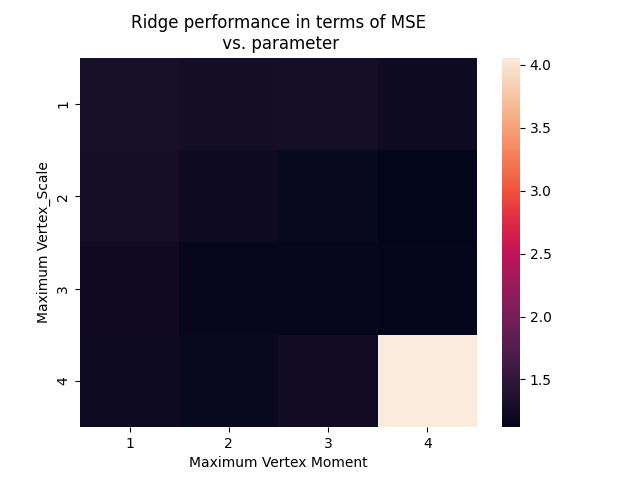 Ridge performance in terms of MSE
vs. parameter
Maximum Vertex_Scale
1
2
3
4
1 2 3 4
Maximum Vertex Moment
4.0
3.5
3.0
2.5
2.0
1.5